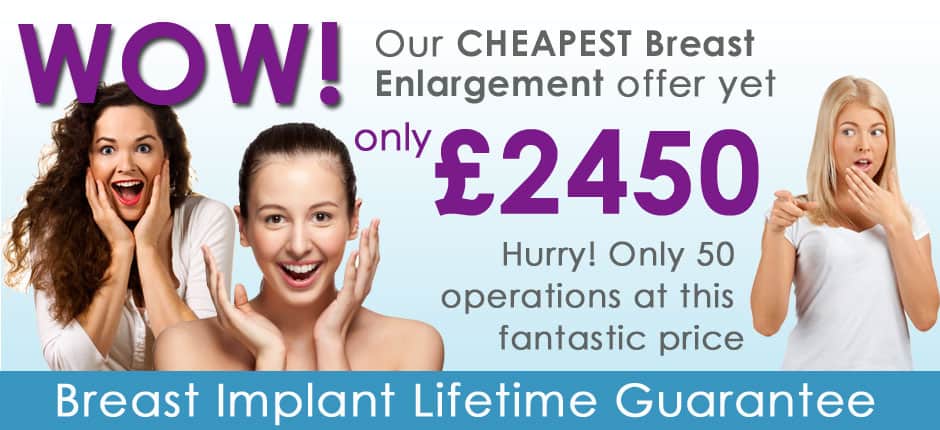 WOW!
Our CHEAPEST Breast
Enlargement offer yet
only £2450
Hurry! Only 50
operations at this
fantastic price
Breast Implant Lifetime Guarantee